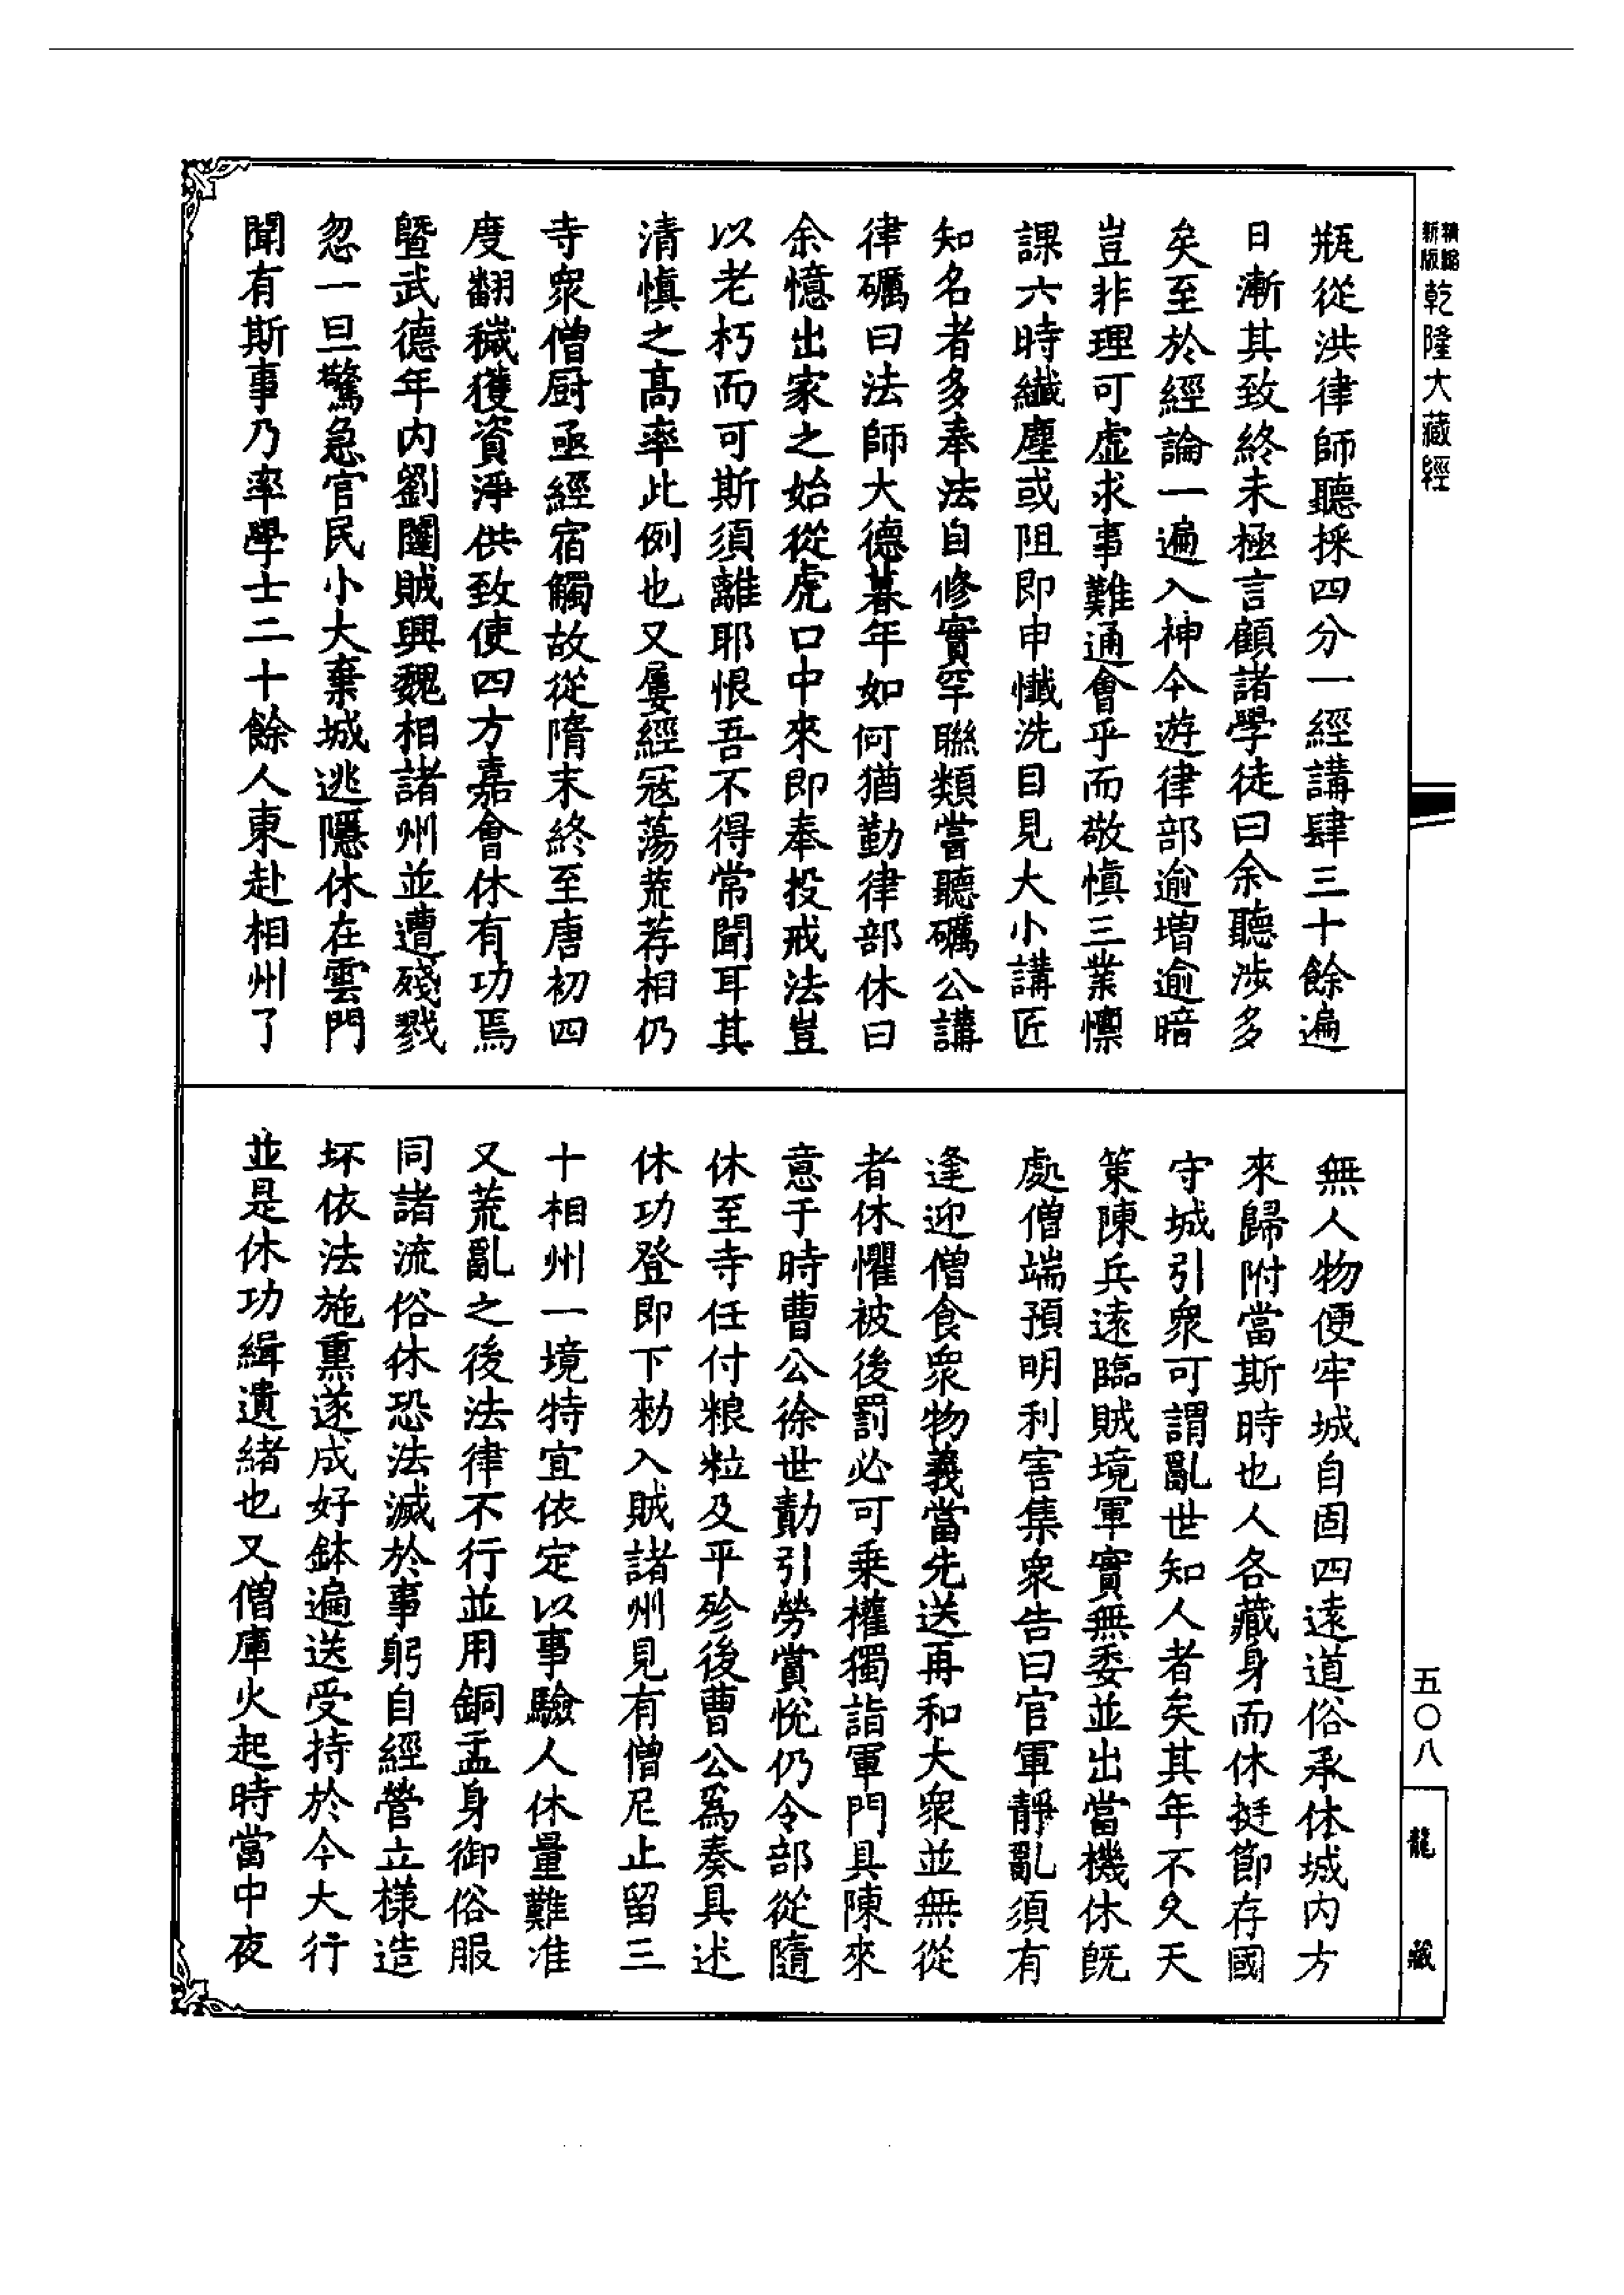 新版
精縮
乾隆大藏經
瓶從洪律師聽採四分一經講肆三十餘遍
日漸其致終未極言顧諸學徒曰余聽涉多
矣至於經論一遍入神今遊律部逾增逾暗
豈非理可虛求事難通會乎而敬慎三業懔
課六時纖塵或阻即申懺洗目見大小講匠
知名者多奉法自修實罕聯類嘗聽礪公講
律礪曰法師大德暮年如何猶勤律部休曰
余憶出家之始從虎口中來即奉投戒法豈
以老朽而可斯須離耶恨吾不得常聞耳其
清慎之高率此例也又屢經寇蕩荒荐相仍
寺眾僧厨亟經宿觸故從隋末終至唐初四
度翻穢獲資淨供致使四方嘉會休有功焉
暨武德年內劉闥賊興魏相諸州並遭殘戮
忽一旦驚急官民小大棄城逃隱休在雲門
聞有斯事乃率學士二十餘人東赴相州了
無人物便牢城自固四遠道俗承休城內方
來歸附當斯時也人各藏身而休挺節存國
守城引眾可謂亂世知人者矣其年不久天
策陳兵遠臨賊境軍實無委並出當機休既
處僧端預明利害集眾告曰官軍靜亂須有
逢迎僧食眾物義當先送再和大眾並無從
者休懼被後罰必可乘權獨詣軍門具陳來
意于時曹公徐世勣引勞賞悅仍令部從隨
休至寺任付粮粒及平殄後曹公為奏具述
休功登即下勑入賊諸州見有僧尼止留三
十相州一境特宜依定以事驗人休量難准
又荒亂之後法律不行並用銅盂身御俗服
同諸流俗休恐法滅於事躬自經營立樣造
坏依法施熏遂成好鉢遍送受持於今大行
並是休功緝遺緒也又僧庫火起時當中夜
五〇八
龍藏